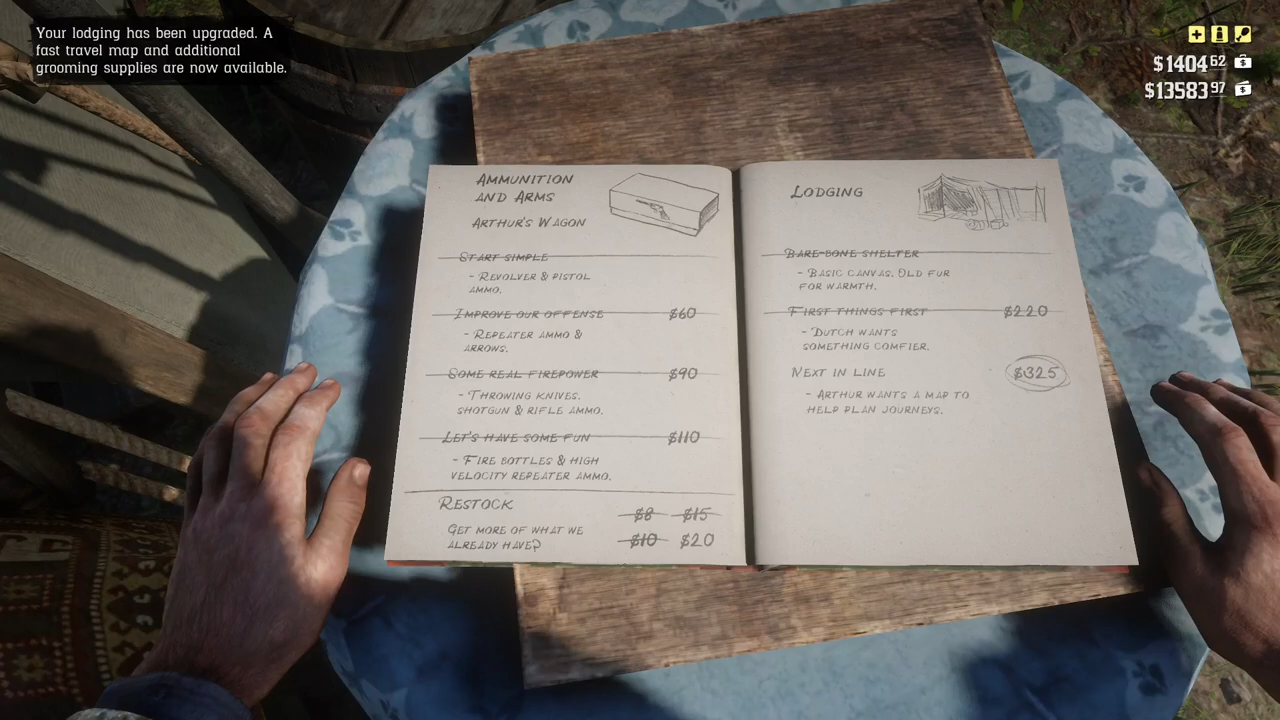 Your lodging has been upgraded. A
fast travel map and additional
grooming supplies are now available.
$1404 62
$13583 97
AMMUNITION
AND ARMS
ARTHUR'S WAGON
START SIMPLE
- REVOLVER & PISTOL
AMMO.
IMPROVE OUR OFFENSE $60
- REPEATER AMMO &
ARROWS.
SOME REAL FIREPOWER $90
- THROWING KNIVES,
SHOTGUN & RIFLE AMMO.
LET'S HAVE SOME FUN $110
- FIRE BOTTLES & HIGH
VELOCITY REPEATER AMMO.
RESTOCK
$8 $15
GET MORE OF WHAT WE
ALREADY HAVE? $10 $20
LODGING
BARE-BONE SHELTER
- BASIC CANVAS. OLD FUR
FOR WARMTH.
FIRST THINGS FIRST $220
- DUTCH WANTS
SOMETHING COMFIER.
NEXT IN LINE $325
- ARTHUR WANTS A MAP TO
HELP PLAN JOURNEYS.